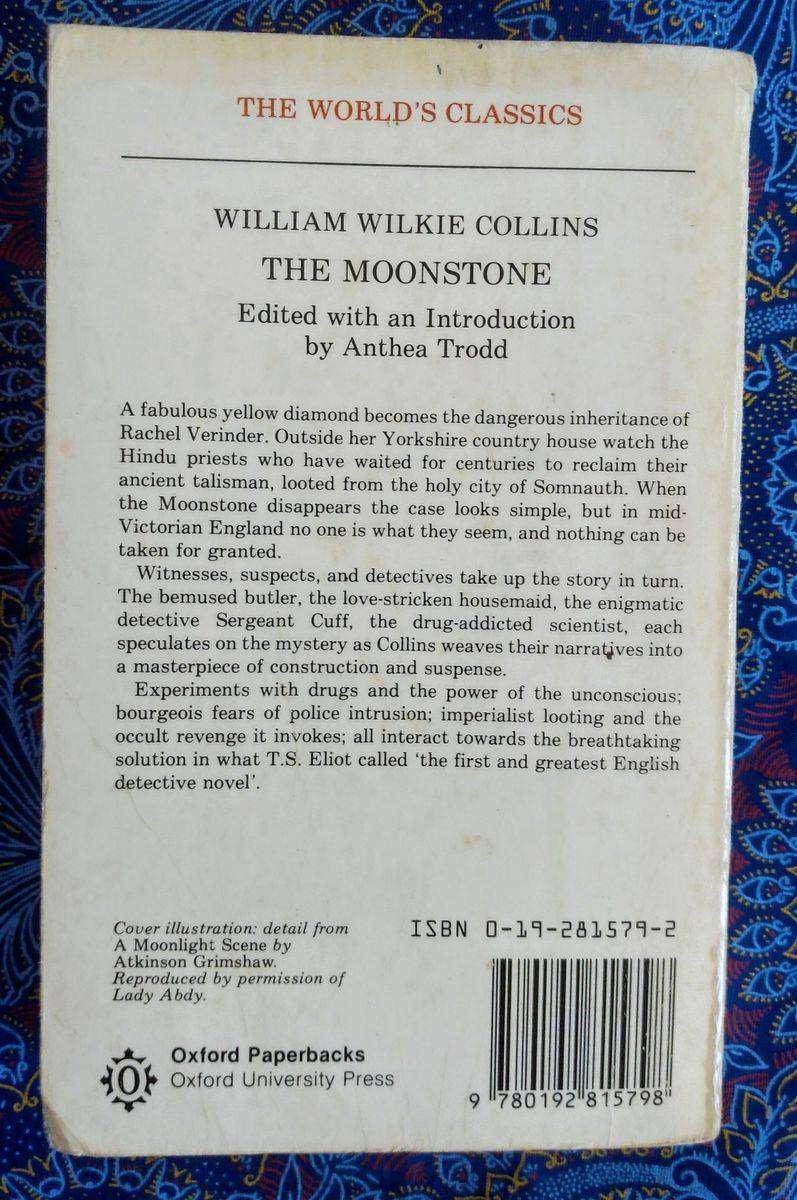 THE WORLD'S CLASSICS
WILLIAM WILKIE COLLINS
THE MOONSTONE
Edited with an Introduction
by Anthea Trodd
A fabulous yellow diamond becomes the dangerous inheritance of
Rachel Verinder. Outside her Yorkshire country house watch the
Hindu priests who have waited for centuries to reclaim their
ancient talisman, looted from the holy city of Somnauth. When
the Moonstone disappears the case looks simple, but in mid-
Victorian England no one is what they seem, and nothing can be
taken for granted.
Witnesses, suspects, and detectives take up the story in turn.
The bemused butler, the love-stricken housemaid, the enigmatic
detective Sergeant Cuff, the drug-addicted scientist, each
speculates on the mystery as Collins weaves their narratives into
a masterpiece of construction and suspense.
Experiments with drugs and the power of the unconscious;
bourgeois fears of police intrusion; imperialist looting and the
occult revenge it invokes; all interact towards the breathtaking
solution in what T.S. Eliot called 'the first and greatest English
detective novel'.
Cover illustration: detail from
A Moonlight Scene by
Atkinson Grimshaw.
Reproduced by permission of
Lady Abdy.
ISBN 0-19-281579-2
Oxford Paperbacks
Oxford University Press
9 780192 815798